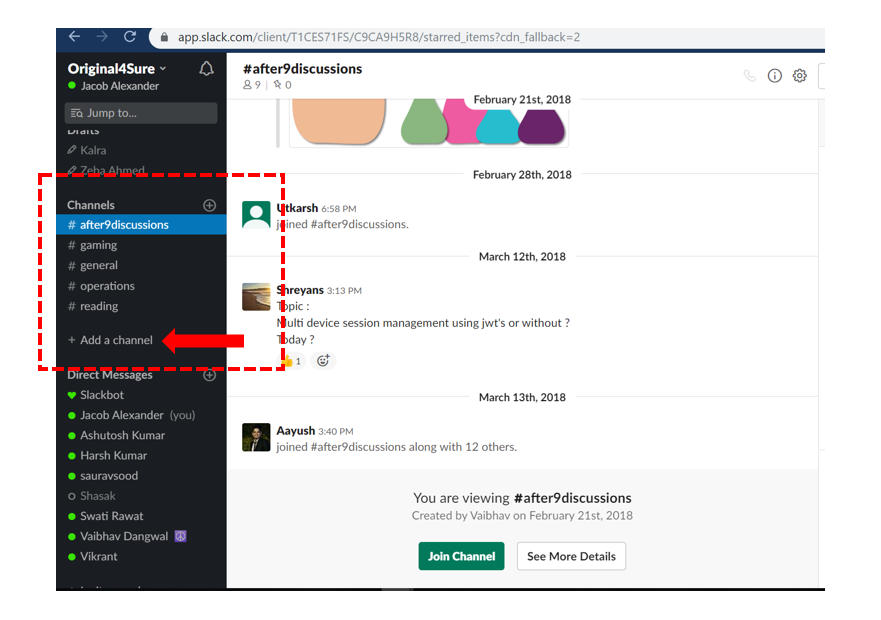 app.slack.com/client/T1CES71FS/C9CA9H5R8/starred_items?cdn_fallback=2
Original4Sure
Jacob Alexander
Jump to...
Drafts
Kalra
Zeba Ahmed
Channels
# after9discussions
# gaming
# general
# operations
# reading
+ Add a channel
Direct Messages
Slackbot
Jacob Alexander (you)
Ashutosh Kumar
Harsh Kumar
sauravsood
Shasak
Swati Rawat
Vaibhav Dangwal
Vikrant
#after9discussions
9 | 0
February 21st, 2018
February 28th, 2018
Utkarsh 6:58 PM
joined #after9discussions.
March 12th, 2018
Shreyans 3:13 PM
Topic :
Multi device session management using jwt's or without ?
Today ?
1
March 13th, 2018
Aayush 3:40 PM
joined #after9discussions along with 12 others.
You are viewing #after9discussions
Created by Vaibhav on February 21st, 2018
Join Channel
See More Details